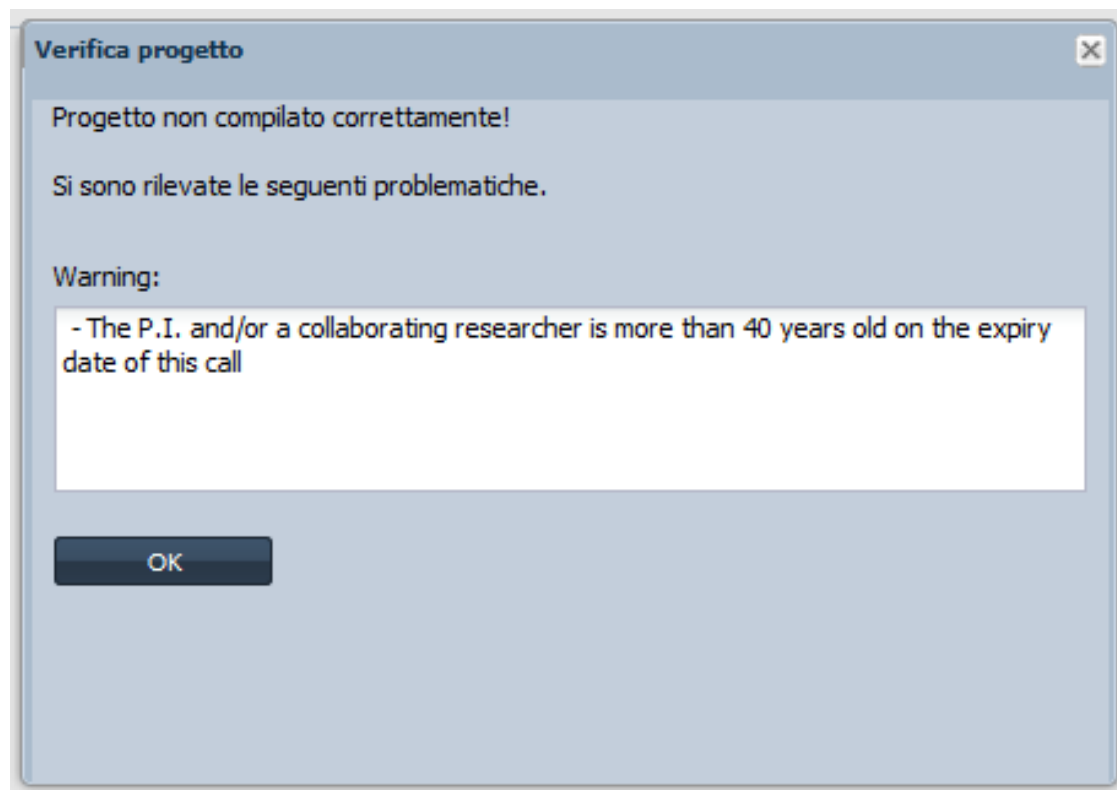 Verifica progetto
Progetto non compilato correttamente!
Si sono rilevate le seguenti problematiche.
Warning:
- The P.I. and/or a collaborating researcher is more than 40 years old on the expiry
date of this call
OK